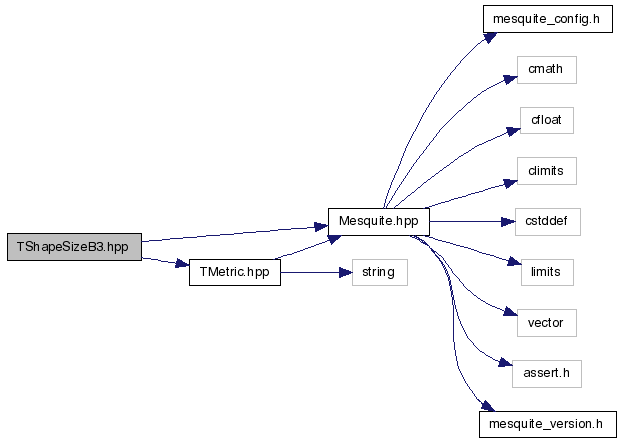 mesquite_config.h
cmath
cfloat
climits
Mesquite.hpp
cstddef
TShapeSizeB3.hpp
TMetric.hpp
string
limits
vector
assert.h
mesquite_version.h